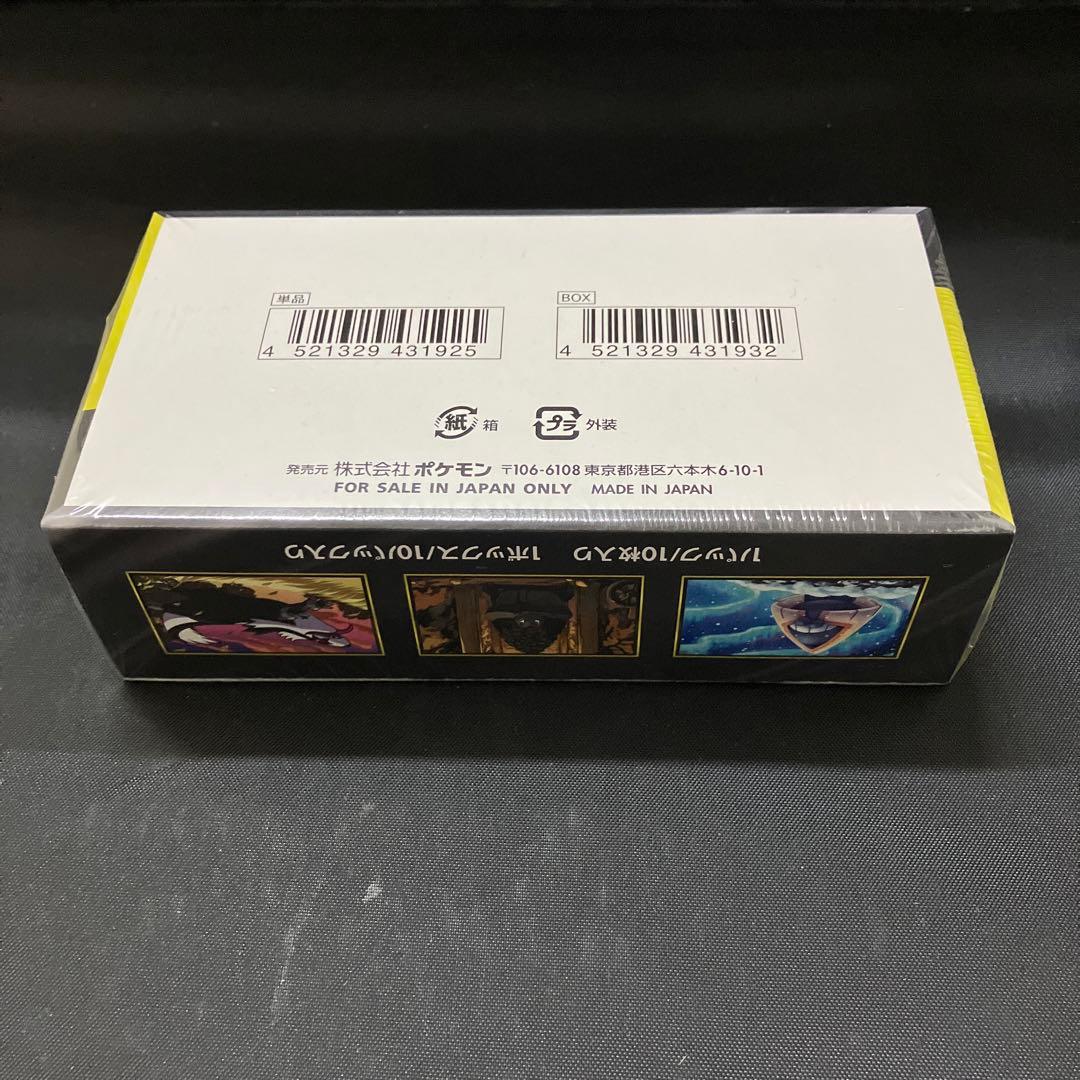 単品
BOX
4 521329 431925
4 521329 431932
紙 箱
プラ 外装
発売元 株式会社 ポケモン 〒106-6108 東京都港区六本木6-10-1
FOR SALE IN JAPAN ONLY MADE IN JAPAN
1パック/10枚入り 1ボックス/10パック入り